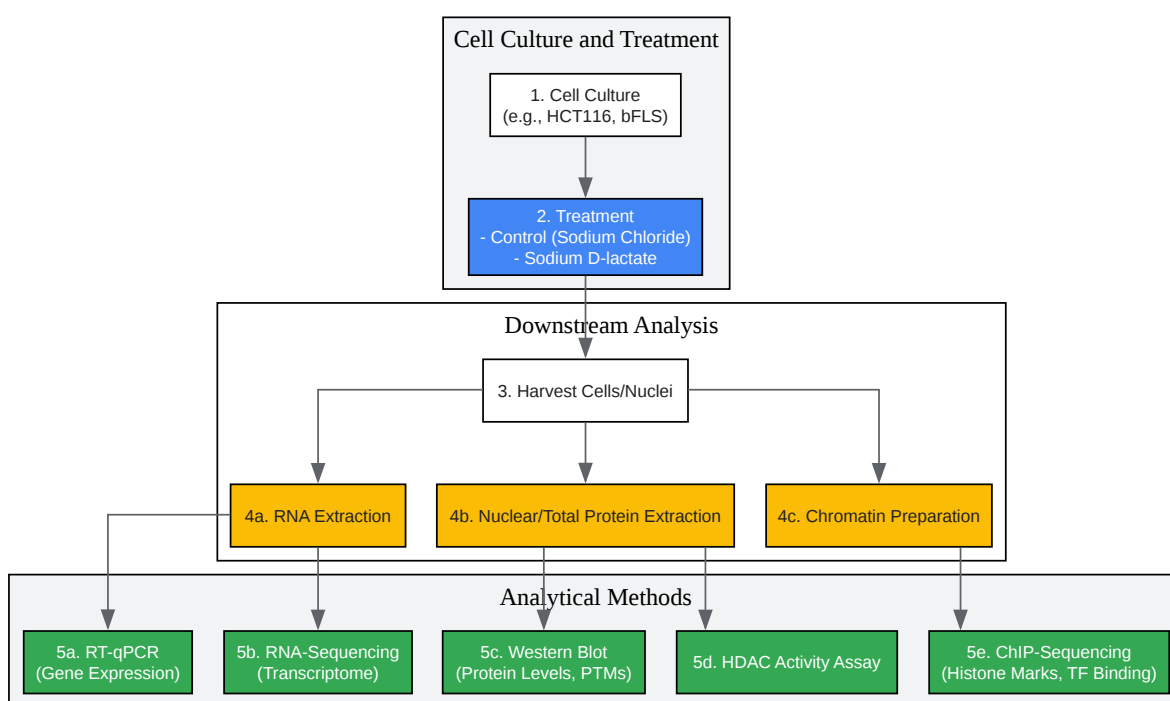 Cell Culture and Treatment
1. Cell Culture
(e.g., HCT116, bFLS)
2. Treatment
- Control (Sodium Chloride)
- Sodium D-lactate
Downstream Analysis
3. Harvest Cells/Nuclei
4a. RNA Extraction
4b. Nuclear/Total Protein Extraction
4c. Chromatin Preparation
Analytical Methods
5a. RT-qPCR
(Gene Expression)
5b. RNA-Sequencing
(Transcriptome)
5c. Western Blot
(Protein Levels, PTMs)
5d. HDAC Activity Assay
5e. ChIP-Sequencing
(Histone Marks, TF Binding)